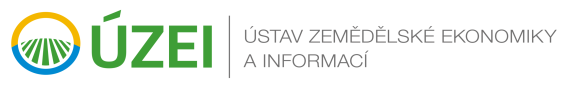 ÚZEI
ÚSTAV ZEMĚDĚLSKÉ EKONOMIKY
A INFORMACÍ